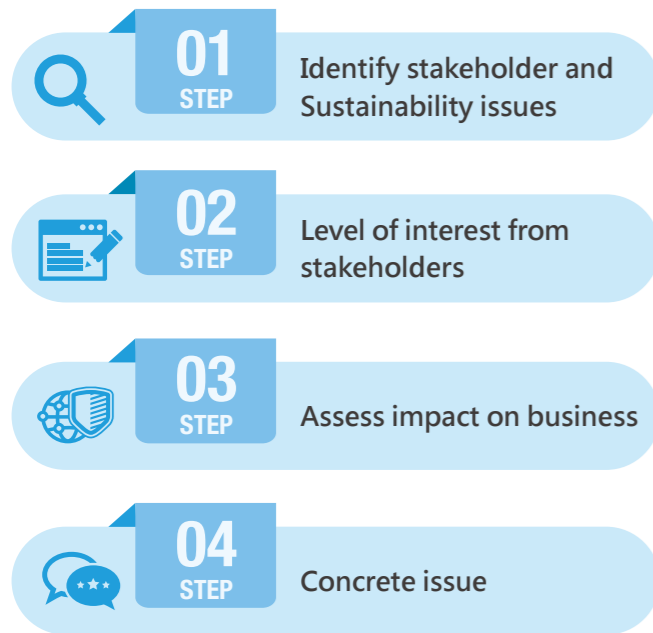 01
STEP
Identify stakeholder and
Sustainability issues
02
STEP
Level of interest from
stakeholders
03
STEP
Assess impact on business
04
STEP
Concrete issue